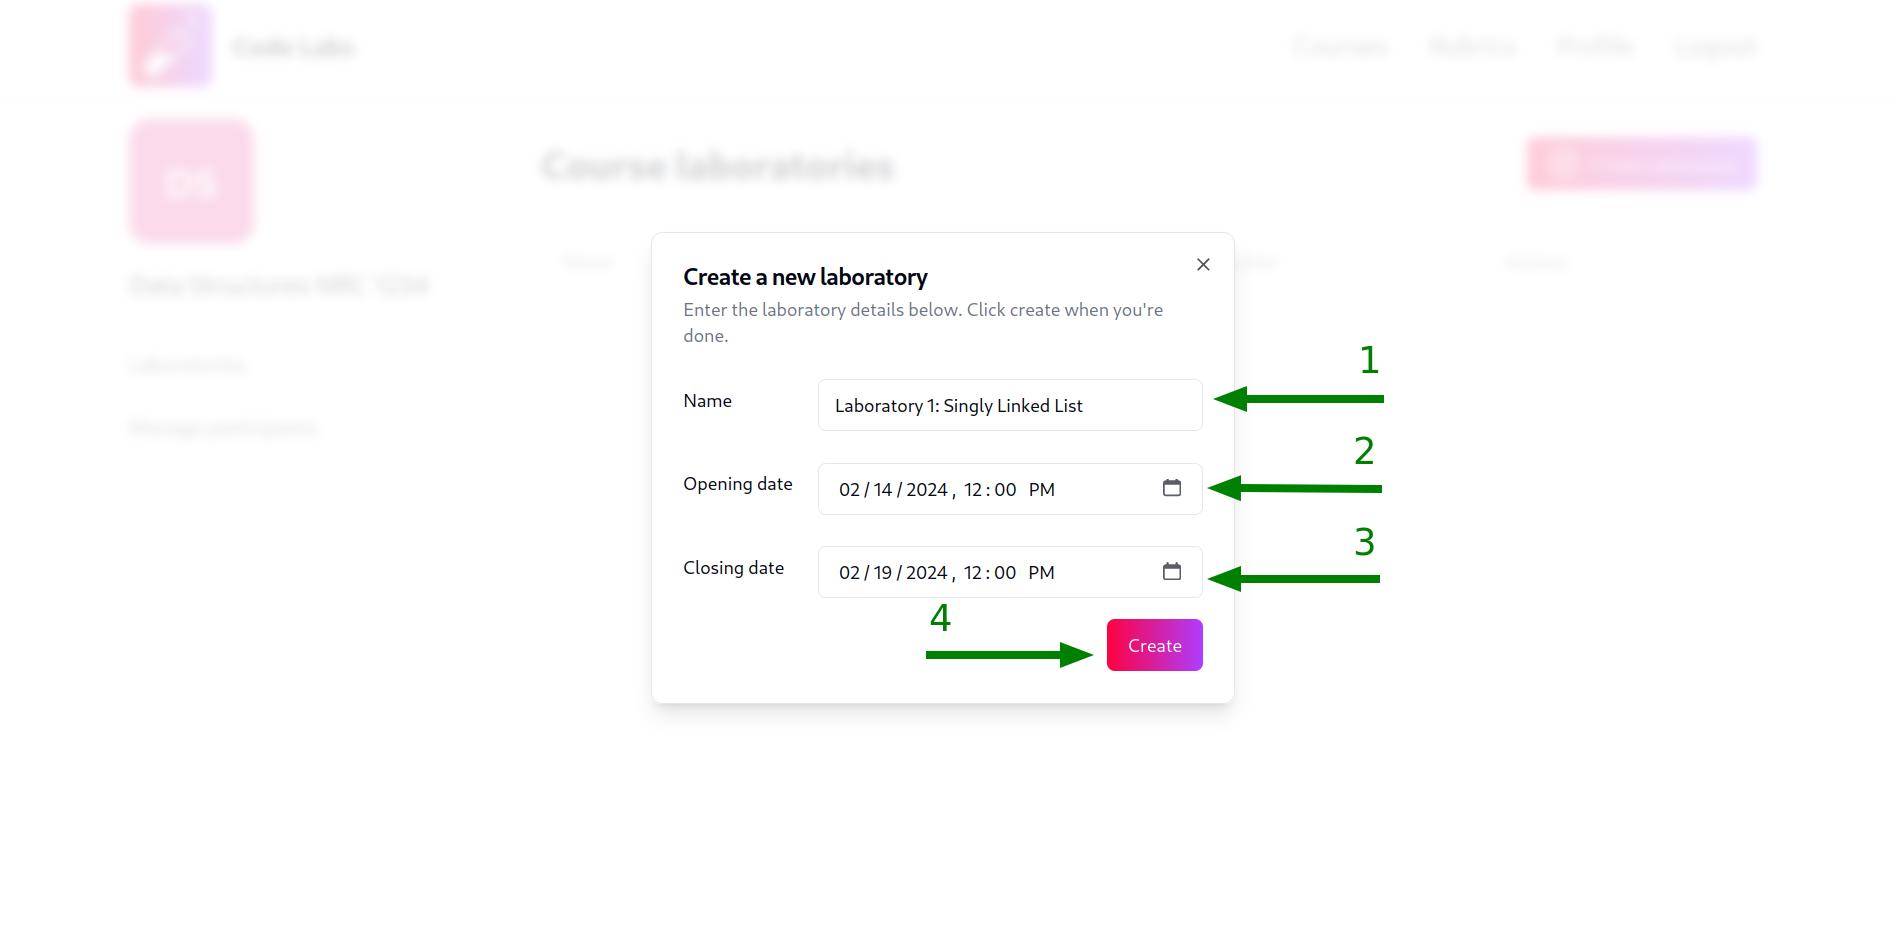 Code Labs
Courses Rubrics Profile Logout
DS
Course laboratories
Data Structures NRC 1234
Laboratories
Manage participants
Name
Create a new laboratory
Enter the laboratory details below. Click create when you're
done.
Name
Laboratory 1: Singly Linked List
1
Opening date
02/14/2024, 12:00 PM
2
Closing date
02/19/2024, 12:00 PM
3
4
Create